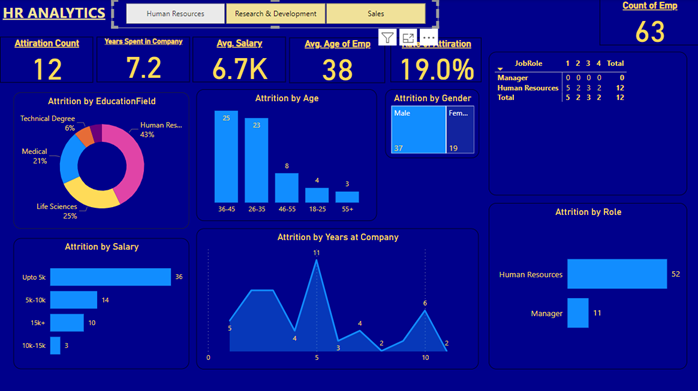 HR ANALYTICS
Human Resources
Research & Development
Sales
Count of Emp
63
Attiration Count
12
Years Spent in Company
7.2
Avg. Salary
6.7K
Avg. Age of Emp
38
Attiration
19.0%
JobRole 1 2 3 4 Total
Manager 0 0 0 0 0
Human Resources 5 2 3 2 12
Total 5 2 3 2 12
Attrition by EducationField
Technical Degree
6%
Human Res...
43%
Medical
21%
Life Sciences
25%
Attrition by Age
25
23
8
4
3
36-45
26-35
46-55
18-25
55+
Attrition by Gender
Male
Fem...
37
19
Attrition by Salary
Upto 5k 36
5k-10k 14
15k+ 10
10k-15k 3
Attrition by Years at Company
11
5
4
3
4
2
6
2
0
5
10
Attrition by Role
Human Resources 52
Manager 11